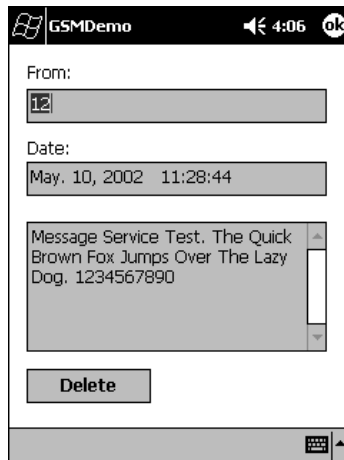 GSMDemo 4:06 ok
From:
12
Date:
May. 10, 2002 11:28:44
Message Service Test. The Quick
Brown Fox Jumps Over The Lazy
Dog. 1234567890
Delete